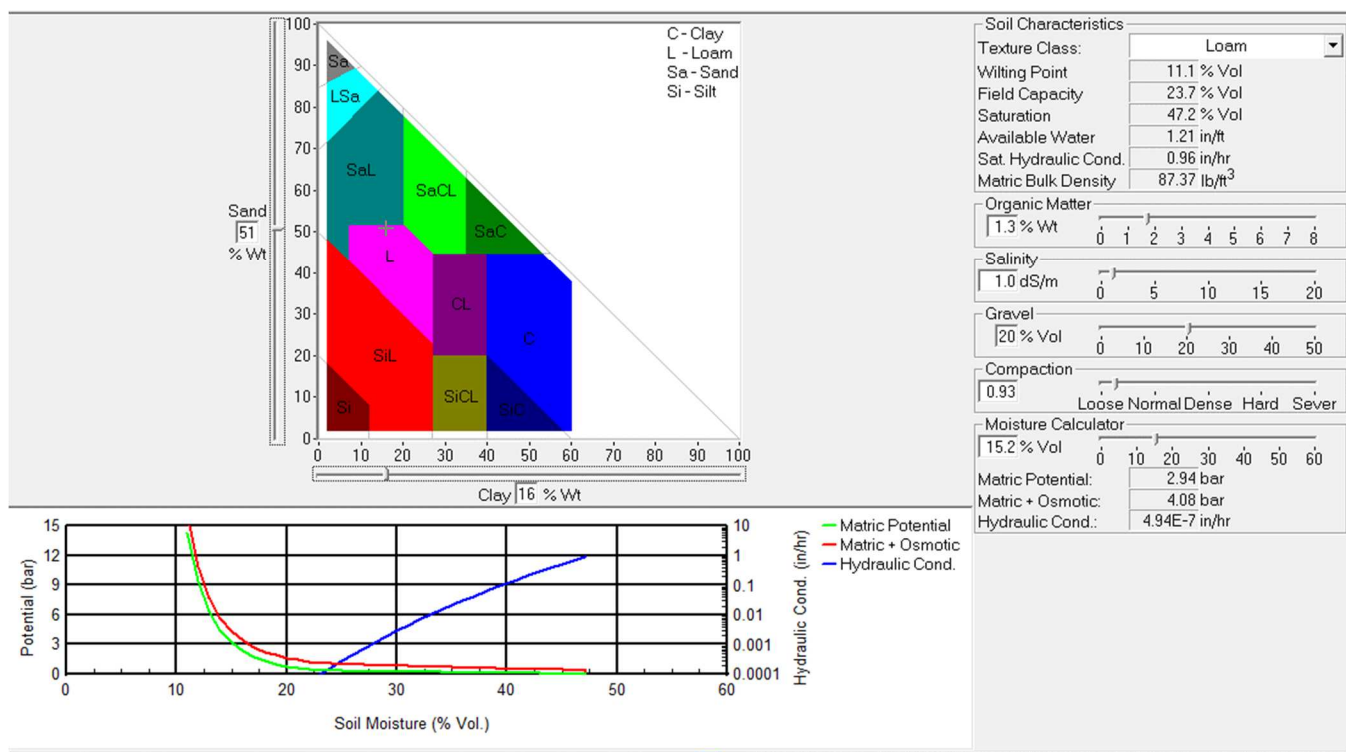 100
90
80
70
60
50
40
30
20
10
0
Sand
51
% Wt
C - Clay
L - Loam
Sa - Sand
Si - Silt
Sa
LSa
SaL
SaCL
SaC
L
CL
C
SiL
SiCL
SiC
Si
0 10 20 30 40 50 60 70 80 90 100
Clay 16 % Wt
Soil Characteristics
Texture Class: Loam
Wilting Point 11.1 % Vol
Field Capacity 23.7 % Vol
Saturation 47.2 % Vol
Available Water 1.21 in/ft
Sat. Hydraulic Cond. 0.96 in/hr
Matric Bulk Density 87.37 lb/ft3
Organic Matter
1.3 % Wt
0 1 2 3 4 5 6 7 8
Salinity
1.0 dS/m
0 5 10 15 20
Gravel
20 % Vol
0 10 20 30 40 50
Compaction
0.93
Loose Normal Dense Hard Sever
Moisture Calculator
15.2 % Vol
0 10 20 30 40 50 60
Matric Potential: 2.94 bar
Matric + Osmotic: 4.08 bar
Hydraulic Cond.: 4.94E-7 in/hr
Potential (bar)
15
12
9
6
3
0
0 10 20 30 40 50 60
Soil Moisture (% Vol.)
10
1
0.1
0.01
0.001
0.0001
Hydraulic Cond. (in/hr)
Matric Potential
Matric + Osmotic
Hydraulic Cond.